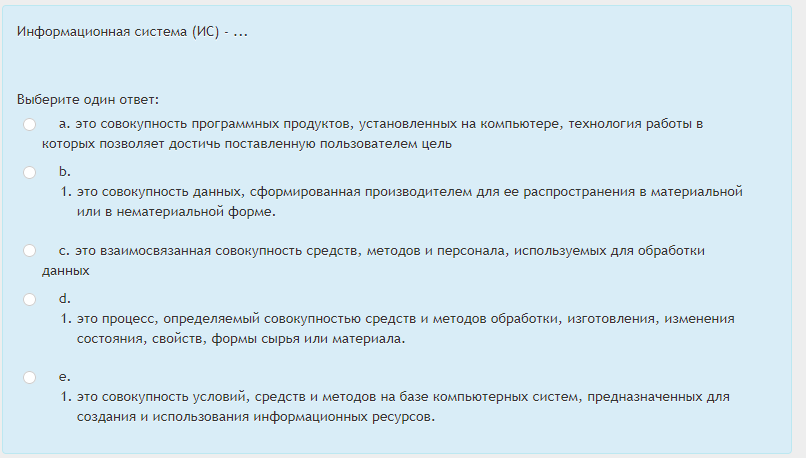 Информационная система (ИС) - ...
Выберите один ответ:
a. это совокупность программных продуктов, установленных на компьютере, технология работы в
которых позволяет достичь поставленную пользователем цель
b.
1. это совокупность данных, сформированная производителем для ее распространения в материальной
или в нематериальной форме.
c. это взаимосвязанная совокупность средств, методов и персонала, используемых для обработки
данных
d.
1. это процесс, определяемый совокупностью средств и методов обработки, изготовления, изменения
состояния, свойств, формы сырья или материала.
e.
1. это совокупность условий, средств и методов на базе компьютерных систем, предназначенных для
создания и использования информационных ресурсов.